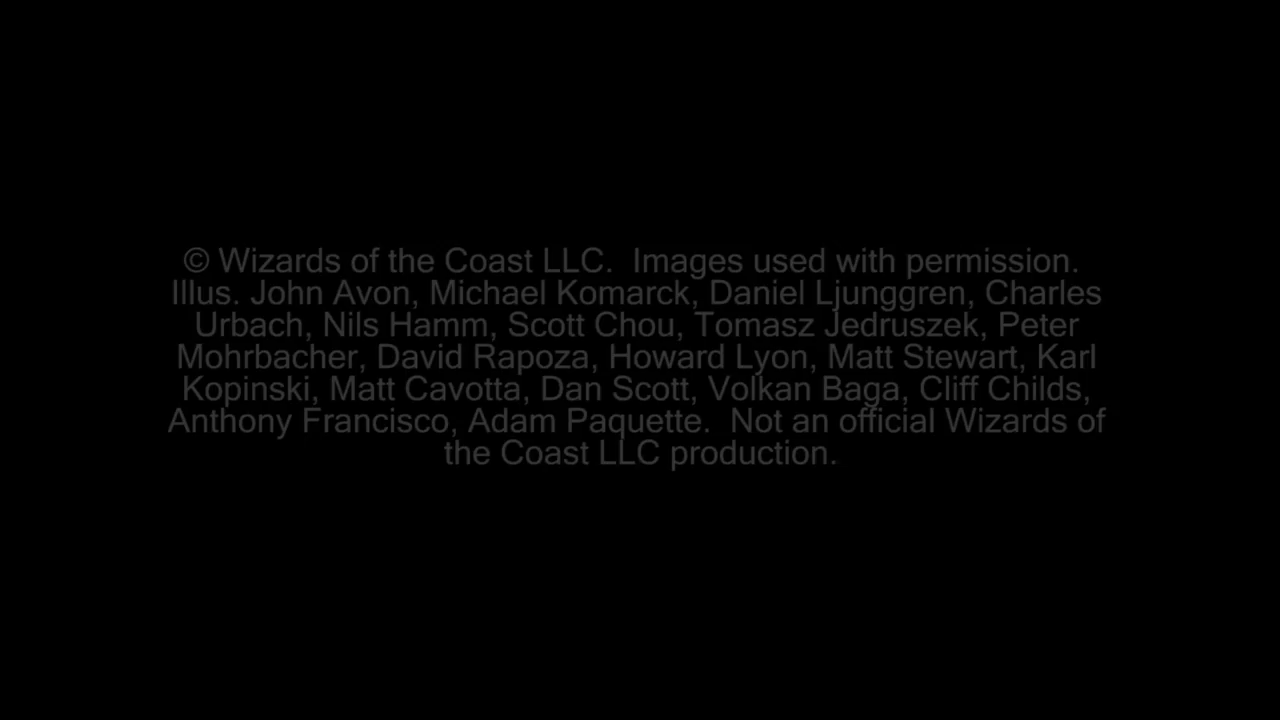 © Wizards of the Coast LLC.  Images used with permission.
Illus. John Avon, Michael Komarck, Daniel Ljunggren, Charles
Urbach, Nils Hamm, Scott Chou, Tomasz Jedruszek, Peter
Mohrbacher, David Rapoza, Howard Lyon, Matt Stewart, Karl
Kopinski, Matt Cavotta, Dan Scott, Volkan Baga, Cliff Childs,
Anthony Francisco, Adam Paquette.  Not an official Wizards of
the Coast LLC production.